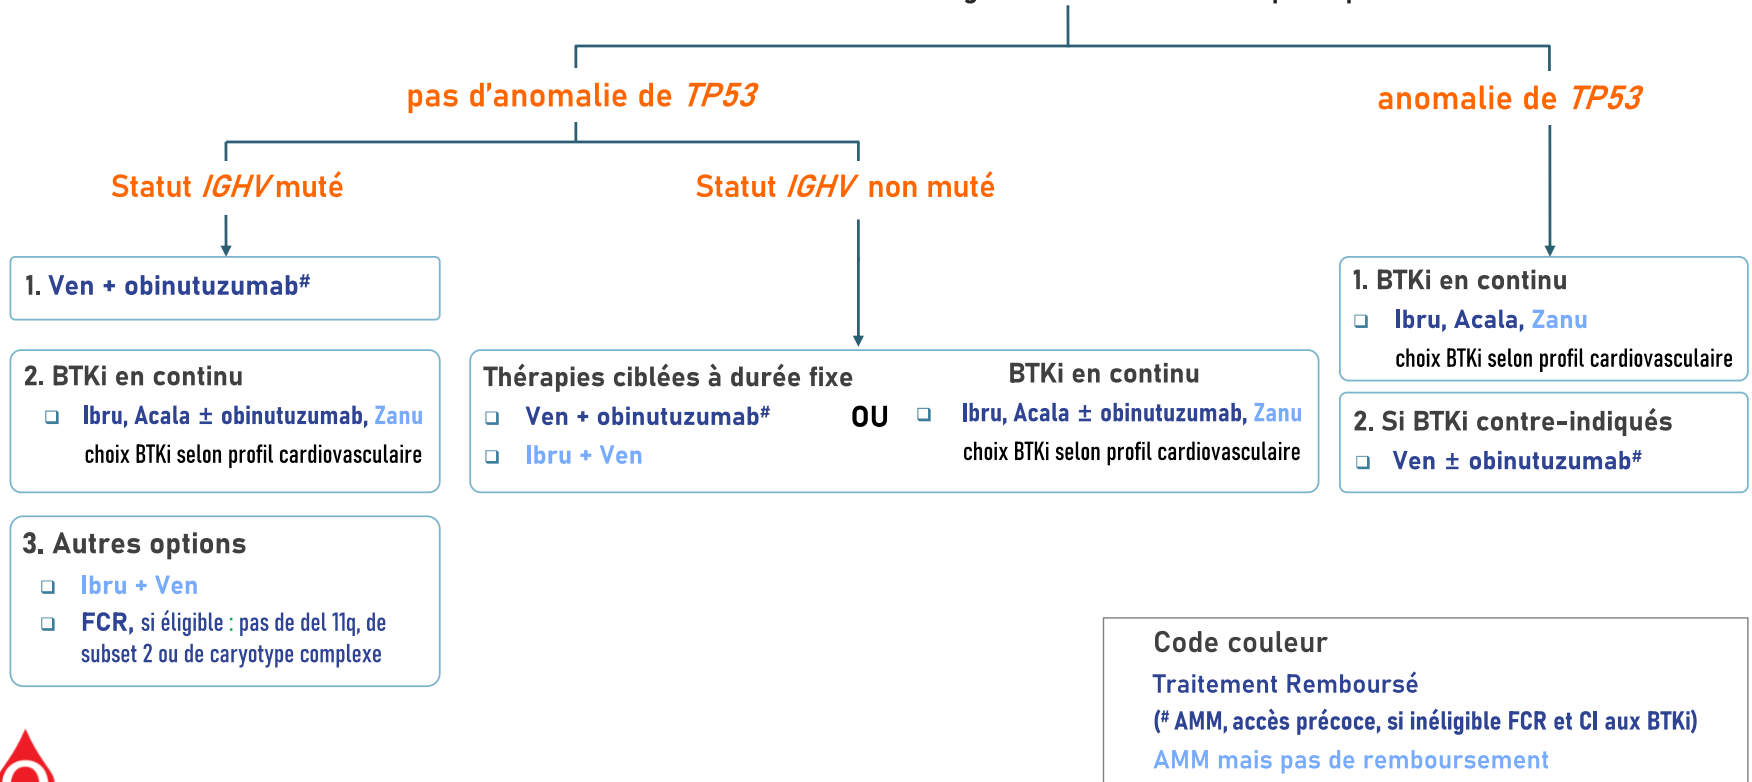 pas d'anomalie de TP53
anomalie de TP53
Statut IGHV muté
Statut IGHV non muté
1. Ven + obinutuzumab#
2. BTKi en continu
❑ Ibru, Acala ± obinutuzumab, Zanu
choix BTKi selon profil cardiovasculaire
3. Autres options
❑ Ibru + Ven
❑ FCR, si éligible : pas de del 11q, de
subset 2 ou de caryotype complexe
Thérapies ciblées à durée fixe
❑ Ven + obinutuzumab#
❑ Ibru + Ven
OU
BTKi en continu
❑ Ibru, Acala ± obinutuzumab, Zanu
choix BTKi selon profil cardiovasculaire
1. BTKi en continu
❑ Ibru, Acala, Zanu
choix BTKi selon profil cardiovasculaire
2. Si BTKi contre-indiqués
❑ Ven ± obinutuzumab#
Code couleur
Traitement Remboursé
(# AMM, accès précoce, si inéligible FCR et CI aux BTKi)
AMM mais pas de remboursement